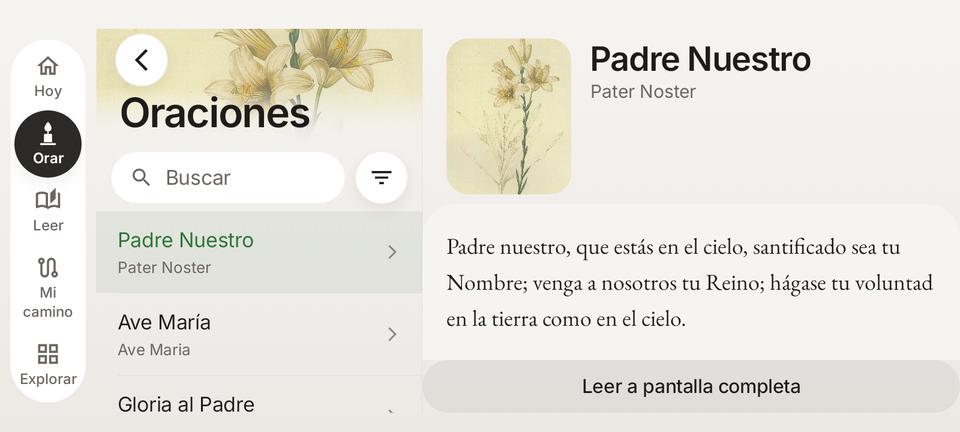 Hoy
Orar
Leer
Mi
camino
Explorar
Oraciones
Buscar
Padre Nuestro
Pater Noster
Ave María
Ave Maria
Gloria al Padre
Padre Nuestro
Pater Noster
Padre nuestro, que estás en el cielo, santificado sea tu
Nombre; venga a nosotros tu Reino; hágase tu voluntad
en la tierra como en el cielo.
Leer a pantalla completa